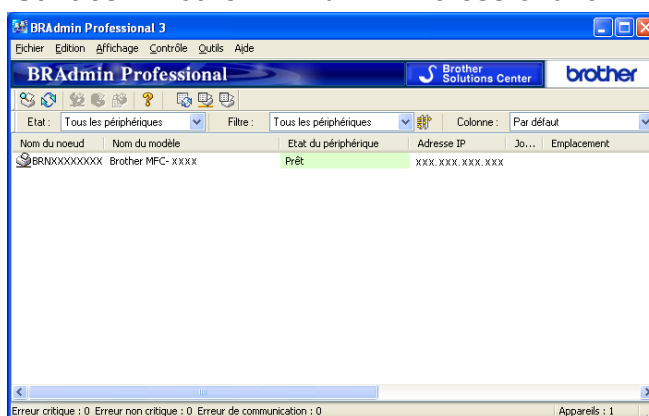 BRAdmin Professional 3
Fichier Edition Affichage Contrôle Outils Aide
BRAdmin Professional Brother Solutions Center brother
Etat : Tous les périphériques Filtre : Tous les périphériques Colonne : Par défaut
Nom du noeud Nom du modèle Etat du périphérique Adresse IP Jo... Emplacement
BRNXXXXXXXX Brother MFC- xxxx Prêt xxx.xxx.xxx.xxx
Erreur critique : 0 Erreur non critique : 0 Erreur de communication : 0 Appareils : 1